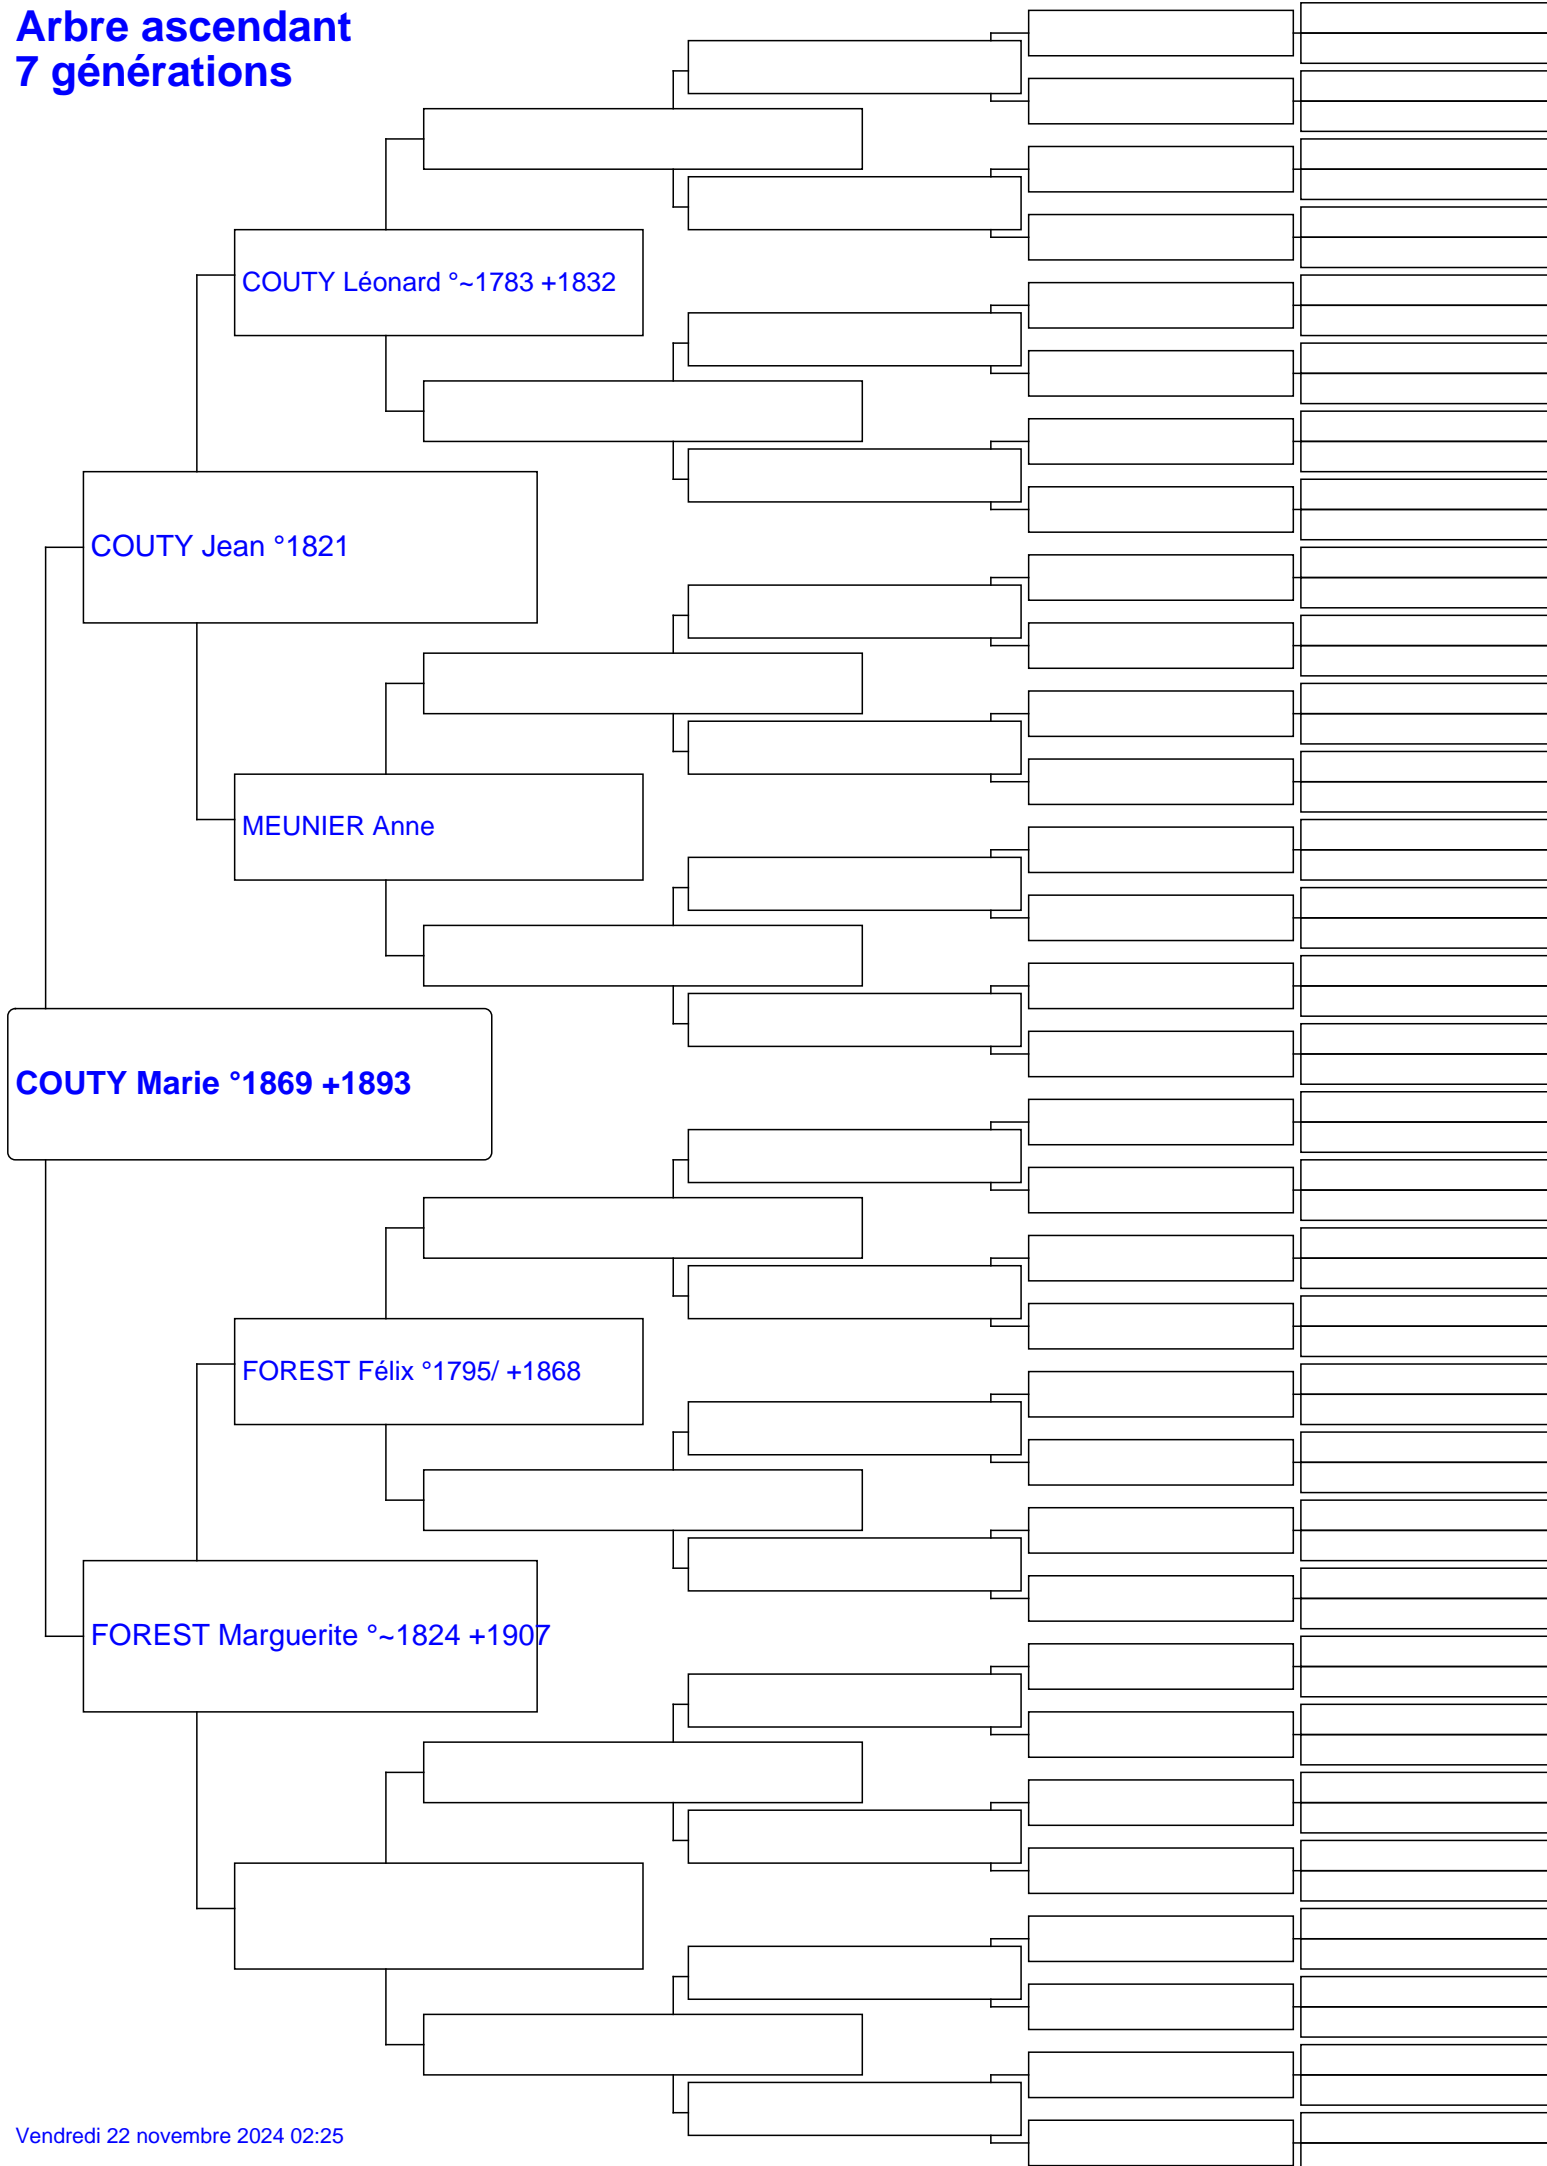 Arbre ascendant
7 générations
COUTY Léonard °~1783 +1832
COUTY Jean °1821
MEUNIER Anne
COUTY Marie °1869 +1893
FOREST Félix °1795/ +1868
FOREST Marguerite °~1824 +1907
Vendredi 22 novembre 2024 02:25